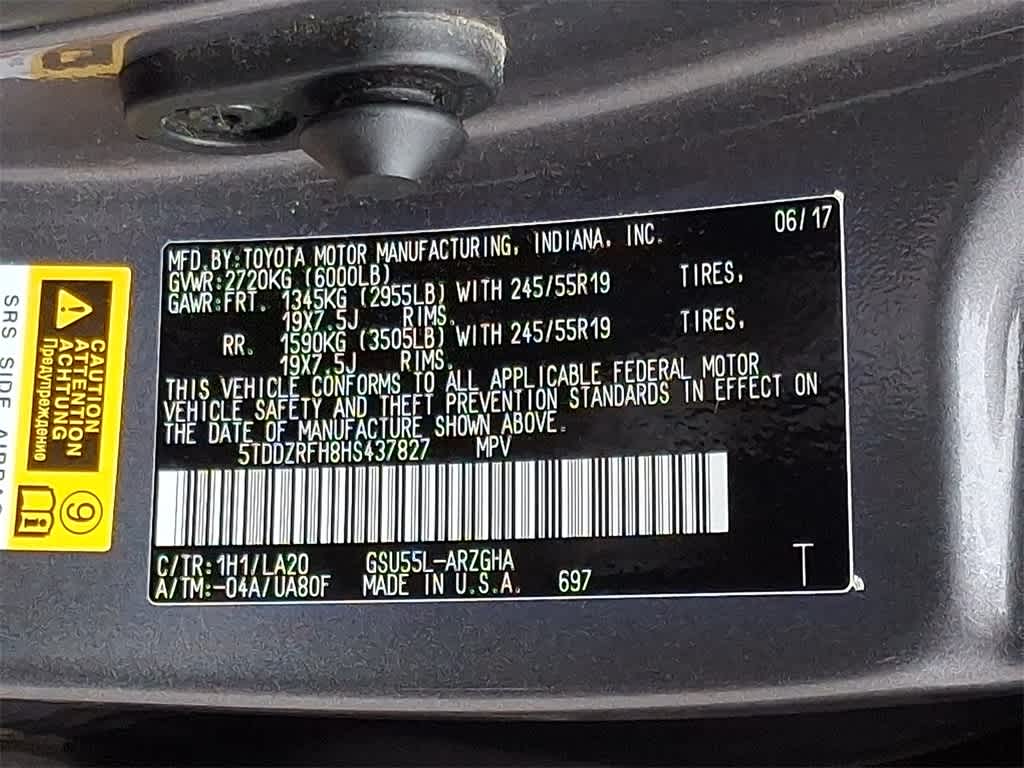 06/17
MFD.BY:TOYOTA MOTOR MANUFACTURING, INDIANA, INC.
GVWR:2720KG (6000LB)
GAWR:FRT. 1345KG (2955LB) WITH 245/55R19 TIRES,
19X7.5J RIMS.
RR. 1590KG (3505LB) WITH 245/55R19 TIRES,
19X7.5J RIMS.
THIS VEHICLE CONFORMS TO ALL APPLICABLE FEDERAL MOTOR
VEHICLE SAFETY AND THEFT PREVENTION STANDARDS IN EFFECT ON
THE DATE OF MANUFACTURE SHOWN ABOVE.
5TDDZRFH8HS437827 MPV
C/TR:1H1/LA20 GSU55L-ARZGHA
A/TM:-04A/UA80F MADE IN U.S.A. 697
T
CAUTION
ATTENTION
ACHTUNG
Предупреждение
9
i
SRS SIDE AIRBAG